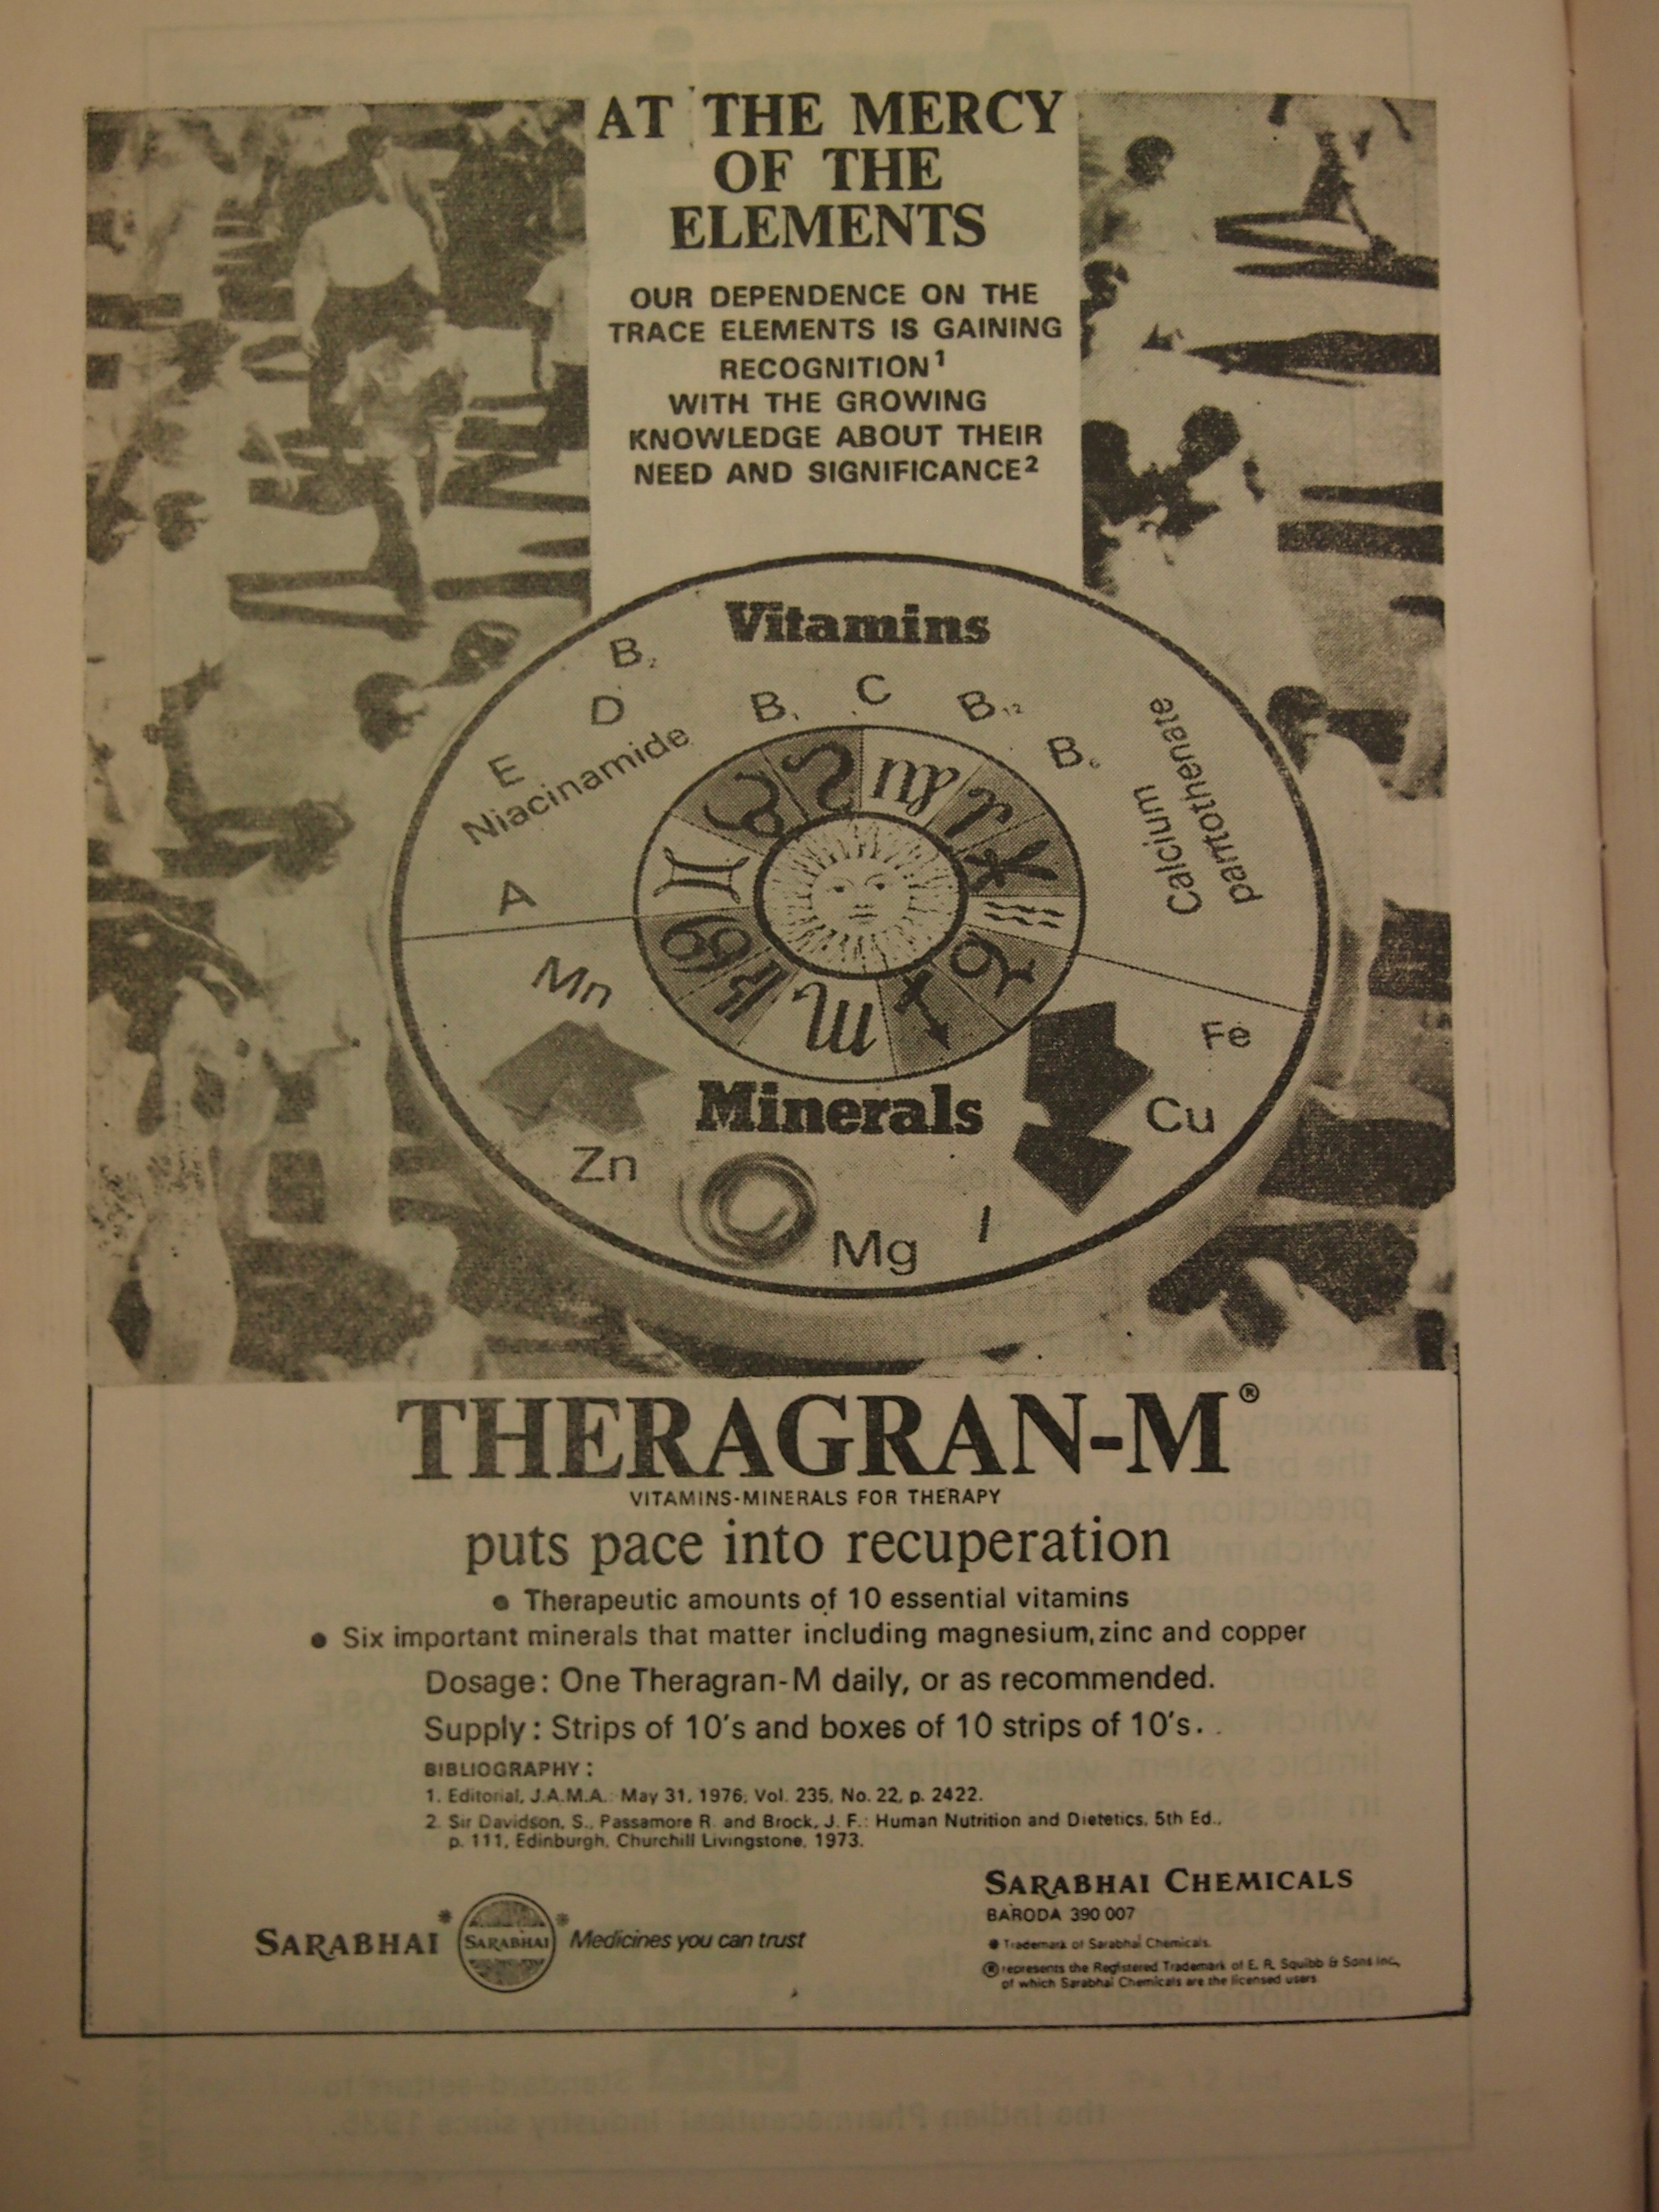 AT THE MERCY
OF THE
ELEMENTS
OUR DEPENDENCE ON THE
TRACE ELEMENTS IS GAINING
RECOGNITION¹
WITH THE GROWING
KNOWLEDGE ABOUT THEIR
NEED AND SIGNIFICANCE²
Vitamins
B₂
D
E
Niacinamide
A
B₁
C
B₁₂
B₆
Calcium
pantothenate
Mn
Zn
Minerals
Mg
I
Cu
Fe
THERAGRAN-M®
VITAMINS-MINERALS FOR THERAPY
puts pace into recuperation
● Therapeutic amounts of 10 essential vitamins
● Six important minerals that matter including magnesium, zinc and copper
Dosage: One Theragran-M daily, or as recommended.
Supply: Strips of 10's and boxes of 10 strips of 10's.
BIBLIOGRAPHY:
1. Editorial, J.A.M.A.: May 31, 1976, Vol. 235, No. 22, p. 2422.
2. Sir Davidson, S., Passamore R. and Brock, J. F.: Human Nutrition and Dietetics, 5th Ed.,
p. 111, Edinburgh, Churchill Livingstone, 1973.
SARABHAI CHEMICALS
BARODA 390 007
* Trademark of Sarabhai Chemicals.
® represents the Registered Trademark of E. R. Squibb & Sons Inc.,
of which Sarabhai Chemicals are the licensed users
SARABHAI * SARABHAI * Medicines you can trust